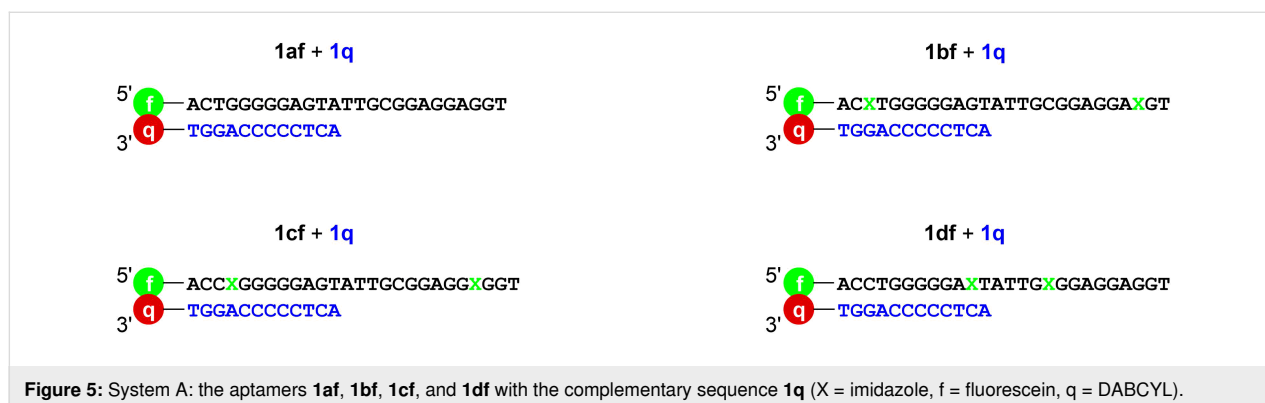 1af + 1q
5' f ACTGGGGGAGTATTGCGGAGGAGGT
3' q TGGACCCCCTCA
1bf + 1q
5' f ACXTGGGGGAGTATTGCGGAGGAXGT
3' q TGGACCCCCTCA
1cf + 1q
5' f ACCXGGGGGAGTATTGCGGAGGXGGT
3' q TGGACCCCCTCA
1df + 1q
5' f ACCTGGGGGAXTATTGXGGAGGAGGT
3' q TGGACCCCCTCA
Figure 5: System A: the aptamers 1af, 1bf, 1cf, and 1df with the complementary sequence 1q (X = imidazole, f = fluorescein, q = DABCYL).